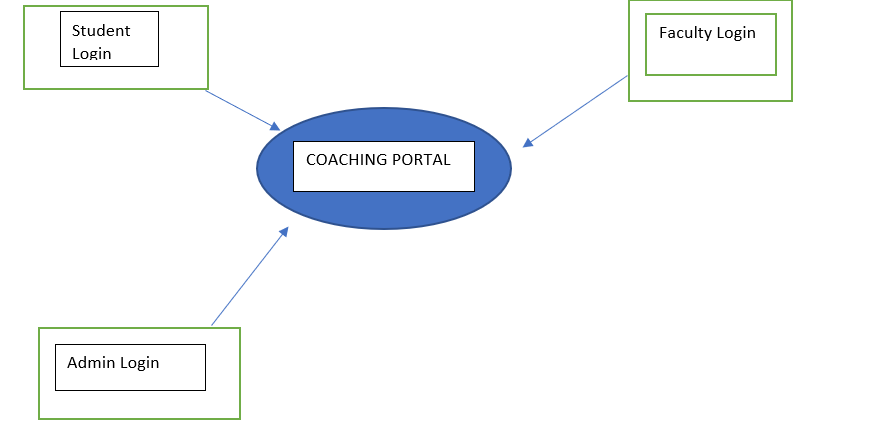 Student
Login
Faculty Login
COACHING PORTAL
Admin Login